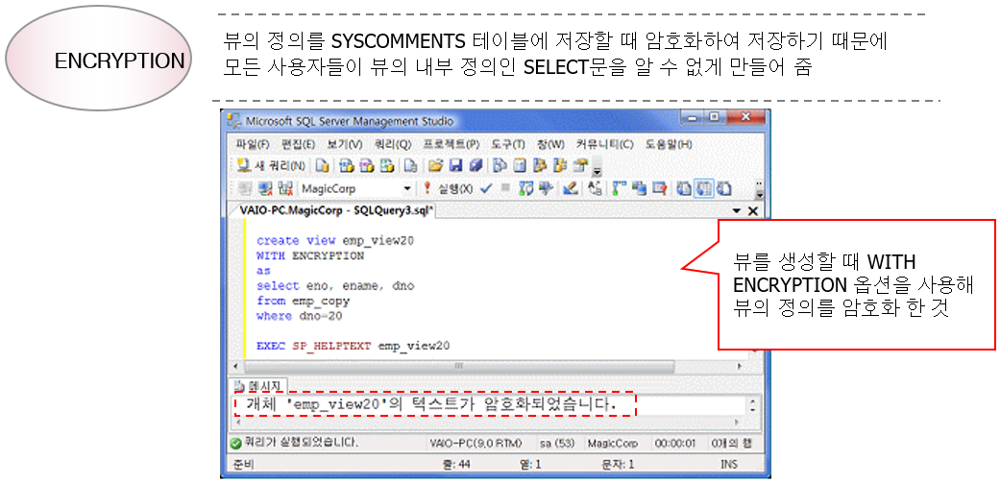 ENCRYPTION
뷰의 정의를 SYSCOMMENTS 테이블에 저장할 때 암호화하여 저장하기 때문에
모든 사용자들이 뷰의 내부 정의인 SELECT문을 알 수 없게 만들어 줌
Microsoft SQL Server Management Studio
파일(F) 편집(E) 보기(V) 쿼리(Q) 프로젝트(P) 도구(T) 창(W) 커뮤니티(C) 도움말(H)
새 쿼리(N)
MagicCorp 실행(X)
VAIO-PC.MagicCorp - SQLQuery3.sql*
create view emp_view20
WITH ENCRYPTION
as
select eno, ename, dno
from emp_copy
where dno=20
EXEC SP_HELPTEXT emp_view20
뷰를 생성할 때 WITH
ENCRYPTION 옵션을 사용해
뷰의 정의를 암호화 한 것
메시지
개체 'emp_view20'의 텍스트가 암호화되었습니다.
쿼리가 실행되었습니다. VAIO-PC(9,0 RTM) sa (53) MagicCorp 00:00:01 0개의 행
준비 줄: 44 열: 1 문자: 1 INS